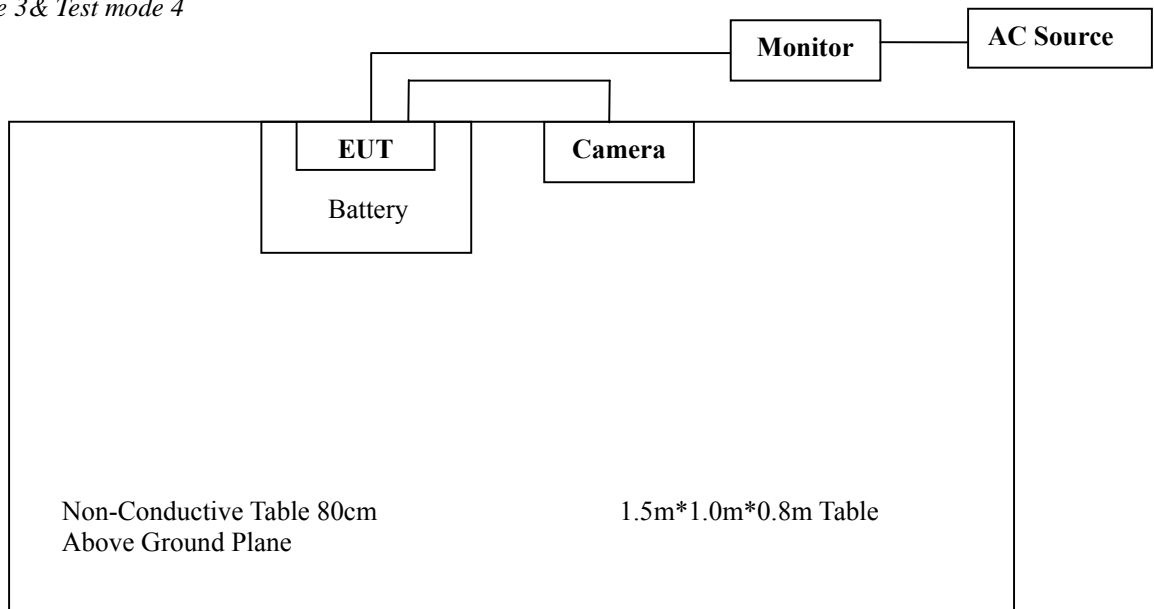 3& Test mode 4
Monitor
AC Source
EUT
Camera
Battery
Non-Conductive Table 80cm
Above Ground Plane
1.5m*1.0m*0.8m Table